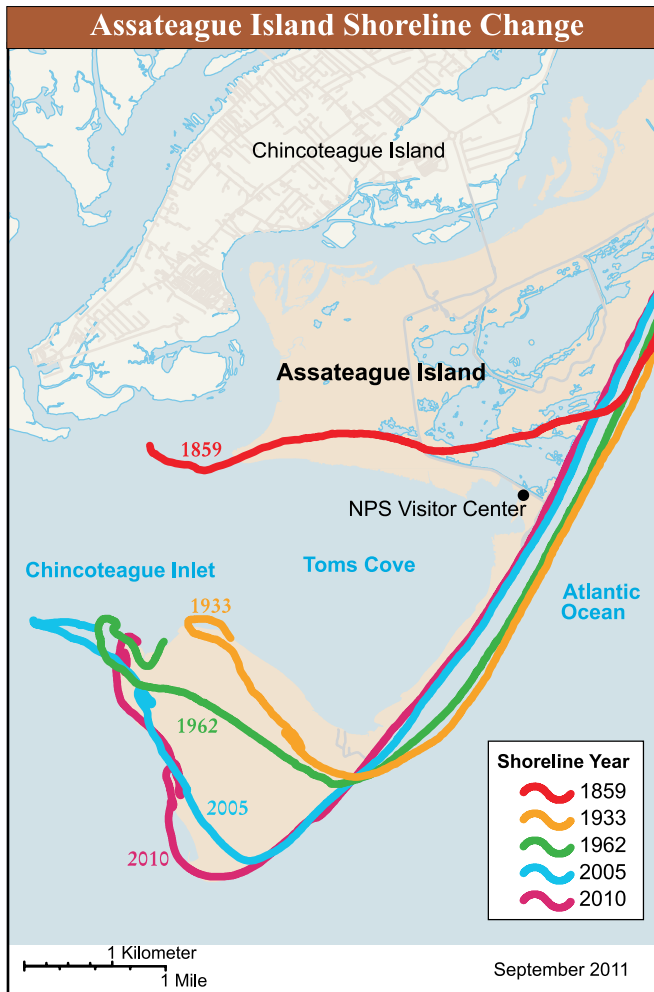 Assateague Island Shoreline Change
Chincoteague Island
Assateague Island
1859
NPS Visitor Center
Chincoteague Inlet
Toms Cove
Atlantic
Ocean
1933
1962
2005
2010
Shoreline Year
1859
1933
1962
2005
2010
1 Kilometer
1 Mile
September 2011